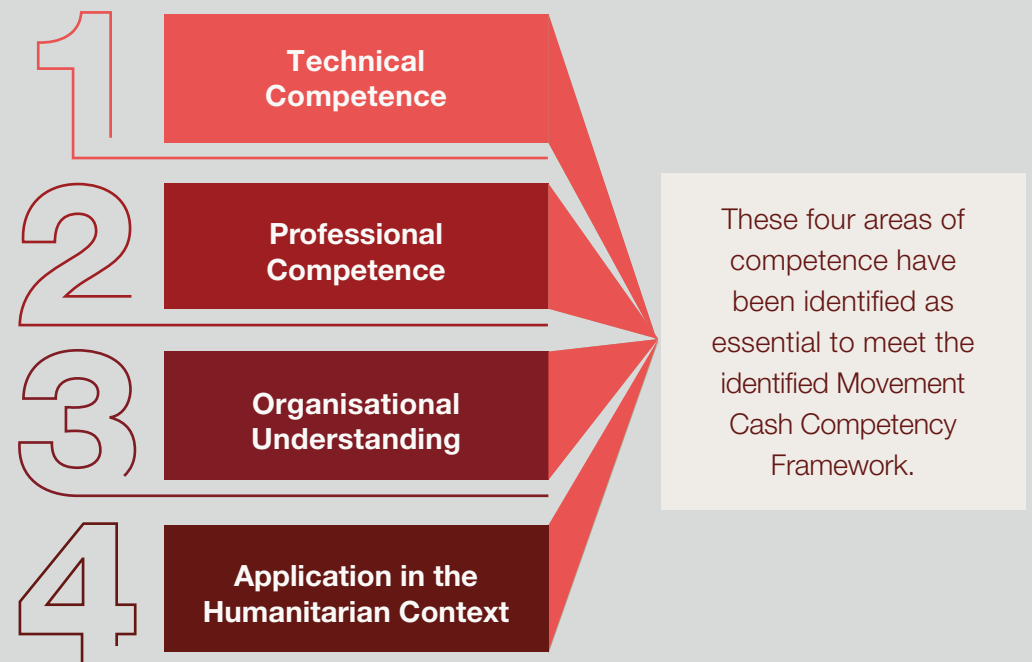 1
Technical
Competence
2
Professional
Competence
3
Organisational
Understanding
4
Application in the
Humanitarian Context
These four areas of
competence have
been identified as
essential to meet the
identified Movement
Cash Competency
Framework.